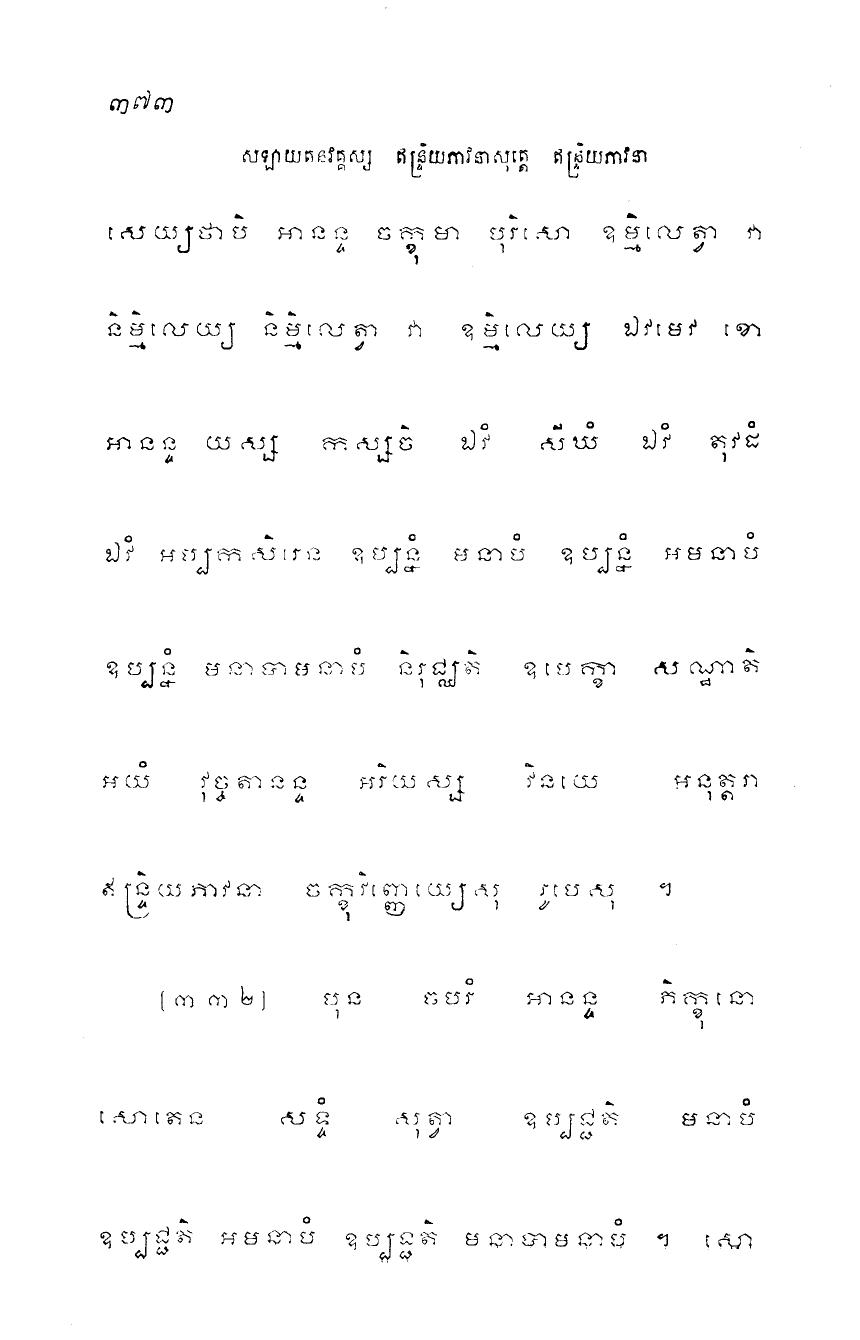 ៣៧៣
សឡាយតនវគ្គស្ស ឥន្ទ្រិយភាវនាសុត្តេ ឥន្ទ្រិយភាវនា
សេយ្យថាបិ អានន្ទ ចក្ខុមា បុរិសោ ឧម្មិលេត្វា វា
និម្មិលេយ្យ និម្មិលេត្វា វា ឧម្មិលេយ្យ ឯវមេវ ខោ
អានន្ទ យស្ស កស្សចិ ឯវំ សីឃំ ឯវំ តុវដំ
ឯវំ អប្បកសិរេន ឧប្បន្នំ មនាបំ ឧប្បន្នំ អមនាបំ
ឧប្បន្នំ មនាបាមនាបំ និរុជ្ឈតិ ឧបេក្ខា សណ្ឋាតិ
អយំ វុច្ចតានន្ទ អរិយស្ស វិនយេ អនុត្តរា
ឥន្ទ្រិយភាវនា ចក្ខុវិញ្ញេយ្យេសុ រូបេសុ ។
[៣៣២] បុន ចបរំ អានន្ទ ភិក្ខុនោ
សោតេន សទ្ទំ សុត្វា ឧប្បជ្ជតិ មនាបំ
ឧប្បជ្ជតិ អមនាបំ ឧប្បជ្ជតិ មនាបាមនាបំ ។ សោ